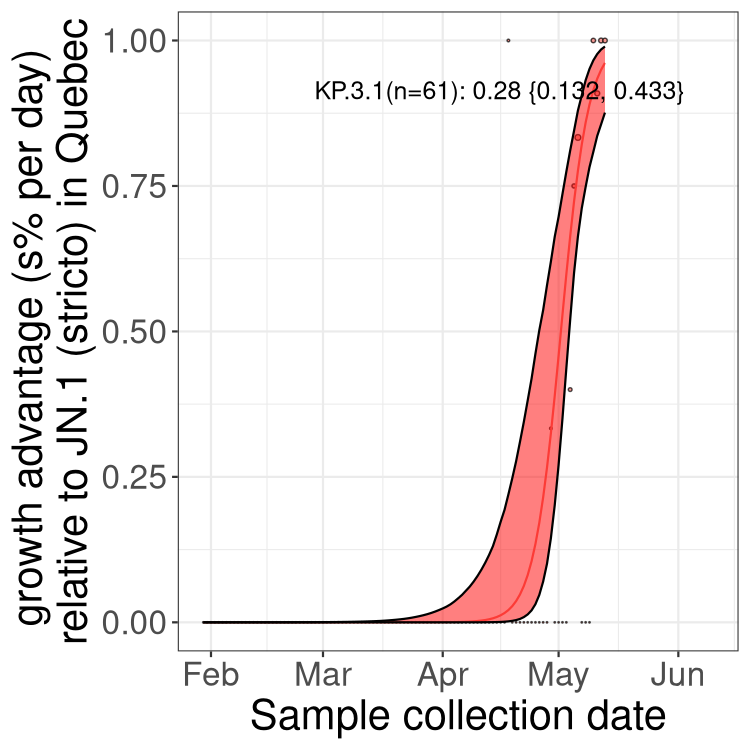 growth advantage (s% per day)
relative to JN.1 (stricto) in Quebec
1.00
0.75
0.50
0.25
0.00
KP.3.1(n=61): 0.28 {0.132, 0.433}
Feb Mar Apr May Jun
Sample collection date